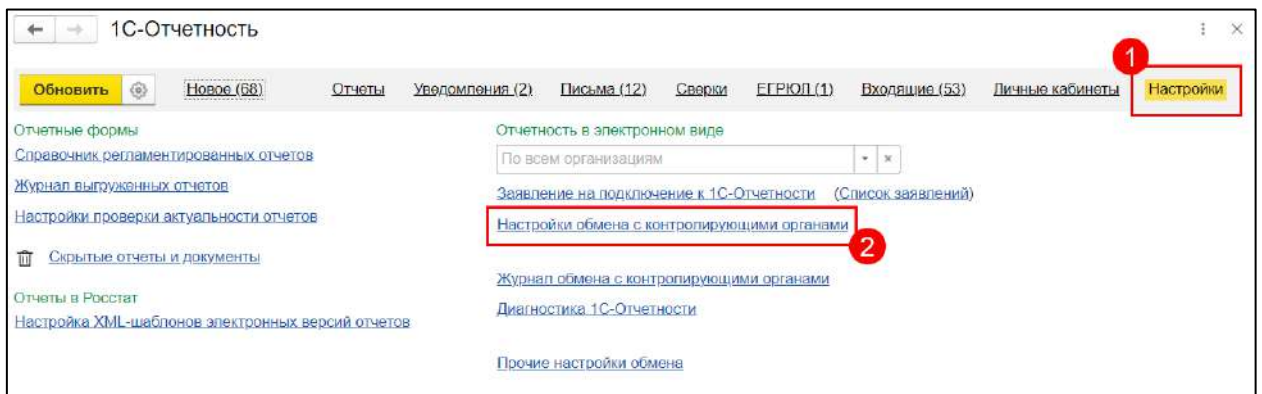 1С-Отчетность
1
Обновить Новое (68) Отчеты Уведомления (2) Письма (12) Сверки ЕГРЮЛ (1) Входящие (53) Личные кабинеты Настройки
Отчетные формы
Справочник регламентированных отчетов
Журнал выгруженных отчетов
Настройки проверки актуальности отчетов
Скрытые отчеты и документы
Отчеты в Росстат
Настройка XML-шаблонов электронных версий отчетов
Отчетность в электронном виде
По всем организациям
Заявление на подключение к 1С-Отчетности (Список заявлений)
Настройки обмена с контролирующими органами
2
Журнал обмена с контролирующими органами
Диагностика 1С-Отчетности
Прочие настройки обмена